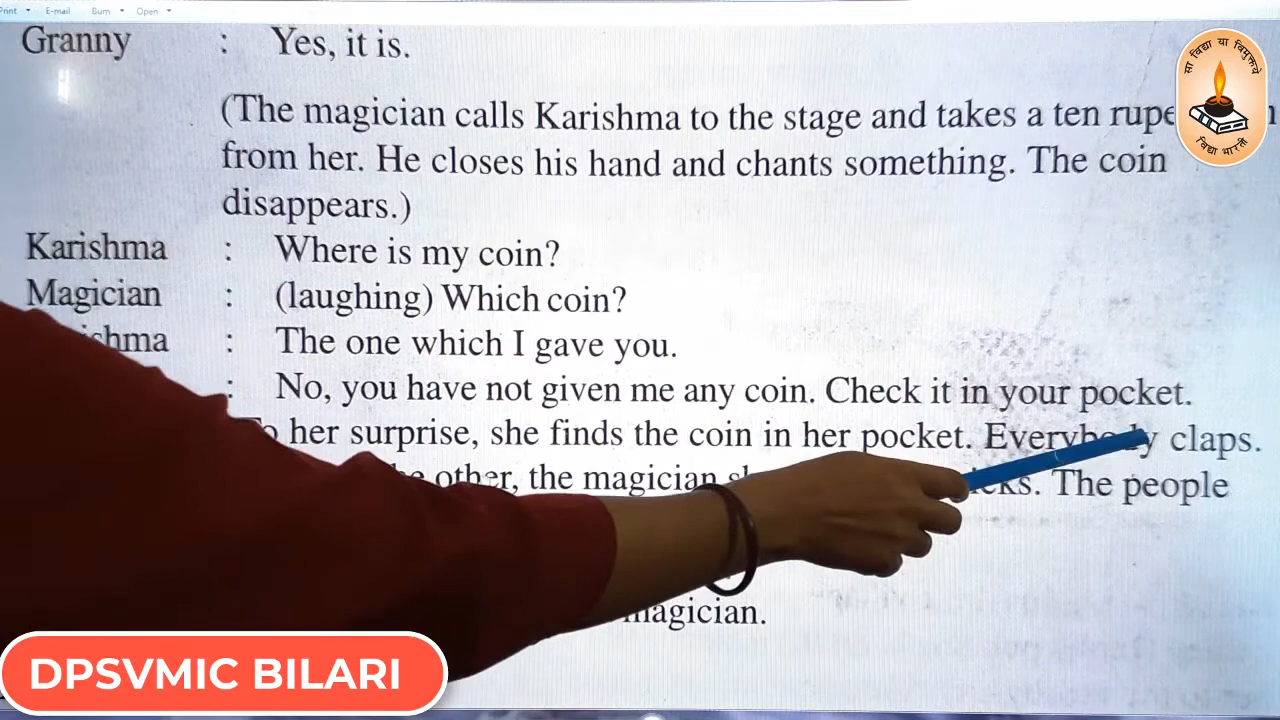 Print E-mail Burn Open
Granny : Yes, it is.
(The magician calls Karishma to the stage and takes a ten
from her. He closes his hand and chants something. The coin
disappears.)
Karishma : Where is my coin?
Magician : (laughing) Which coin?
: The one which I gave you.
: No, you have not given me any coin. Check it in your pocket.
her surprise, she finds the coin in her pocket. Everybody claps.
other, the magician The people
magician.
सा विद्या या विमुक्तये
विद्या भारती
DPSVMIC BILARI